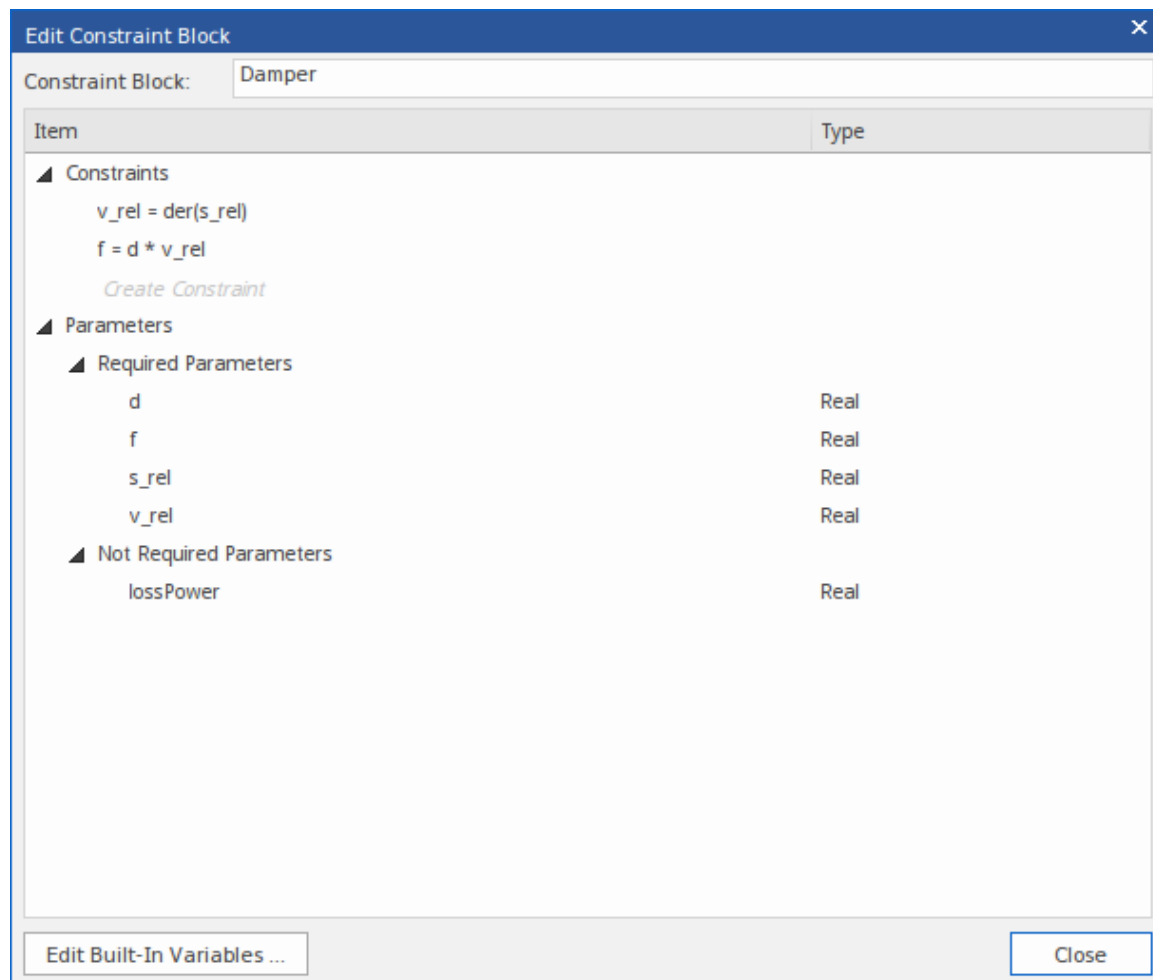 Edit Constraint Block
Constraint Block: Damper
Item Type
Constraints
v_rel = der(s_rel)
f = d * v_rel
Create Constraint
Parameters
Required Parameters
d Real
f Real
s_rel Real
v_rel Real
Not Required Parameters
lossPower Real
Edit Built-In Variables ... Close